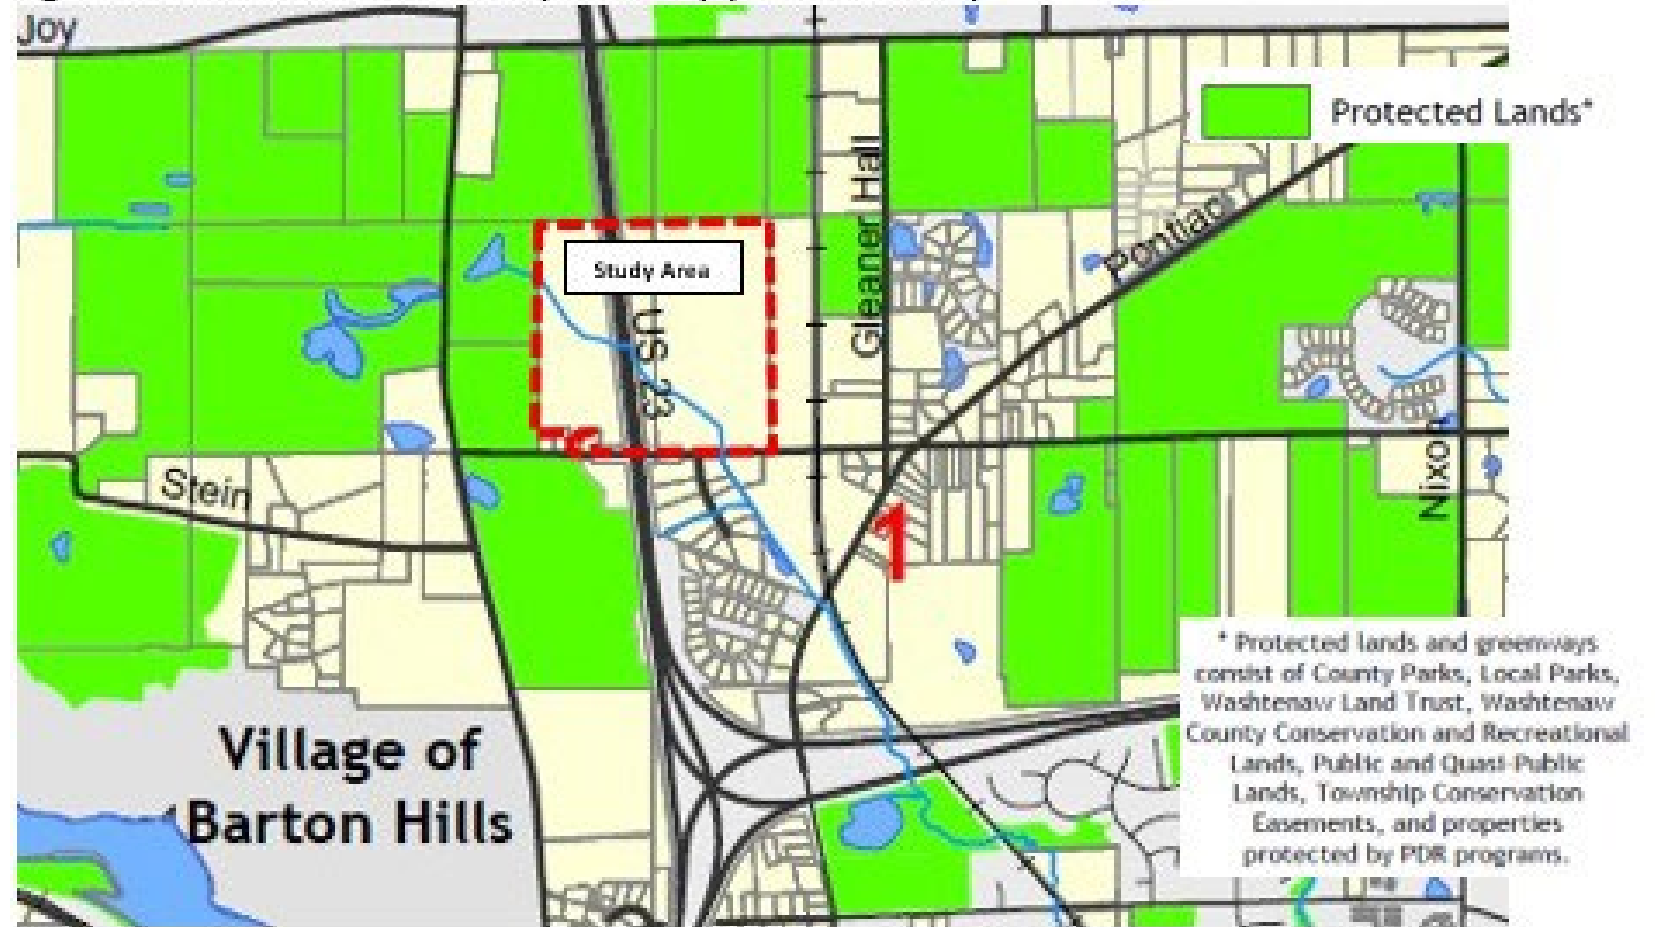 Joy
Protected Lands*
Gleaner Hall
Pontiac
Study Area
US 23
Stein
Nixon
1
* Protected lands and greenways
consist of County Parks, Local Parks,
Washtenaw Land Trust, Washtenaw
County Conservation and Recreational
Lands, Public and Quasi-Public
Lands, Township Conservation
Easements, and properties
protected by PDR programs.
Village of
Barton Hills